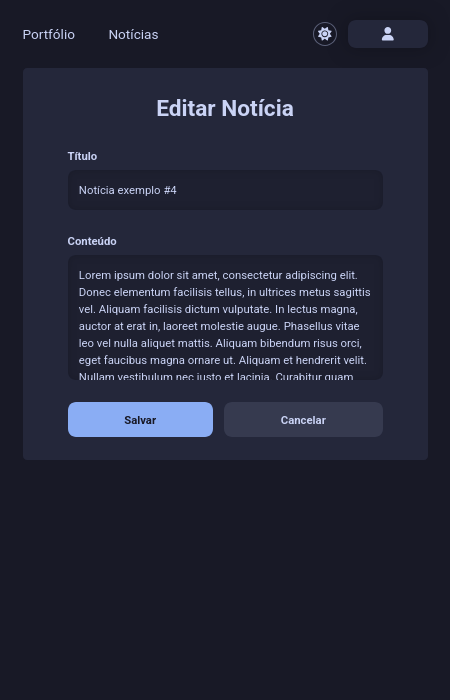 Portfólio Notícias
Editar Notícia
Título
Notícia exemplo #4
Conteúdo
Lorem ipsum dolor sit amet, consectetur adipiscing elit.
Donec elementum facilisis tellus, in ultrices metus sagittis
vel. Aliquam facilisis dictum vulputate. In lectus magna,
auctor at erat in, laoreet molestie augue. Phasellus vitae
leo vel nulla aliquet mattis. Aliquam bibendum risus orci,
eget faucibus magna ornare ut. Aliquam et hendrerit velit.
Nullam vestibulum nec justo et lacinia. Curabitur quam
Salvar Cancelar